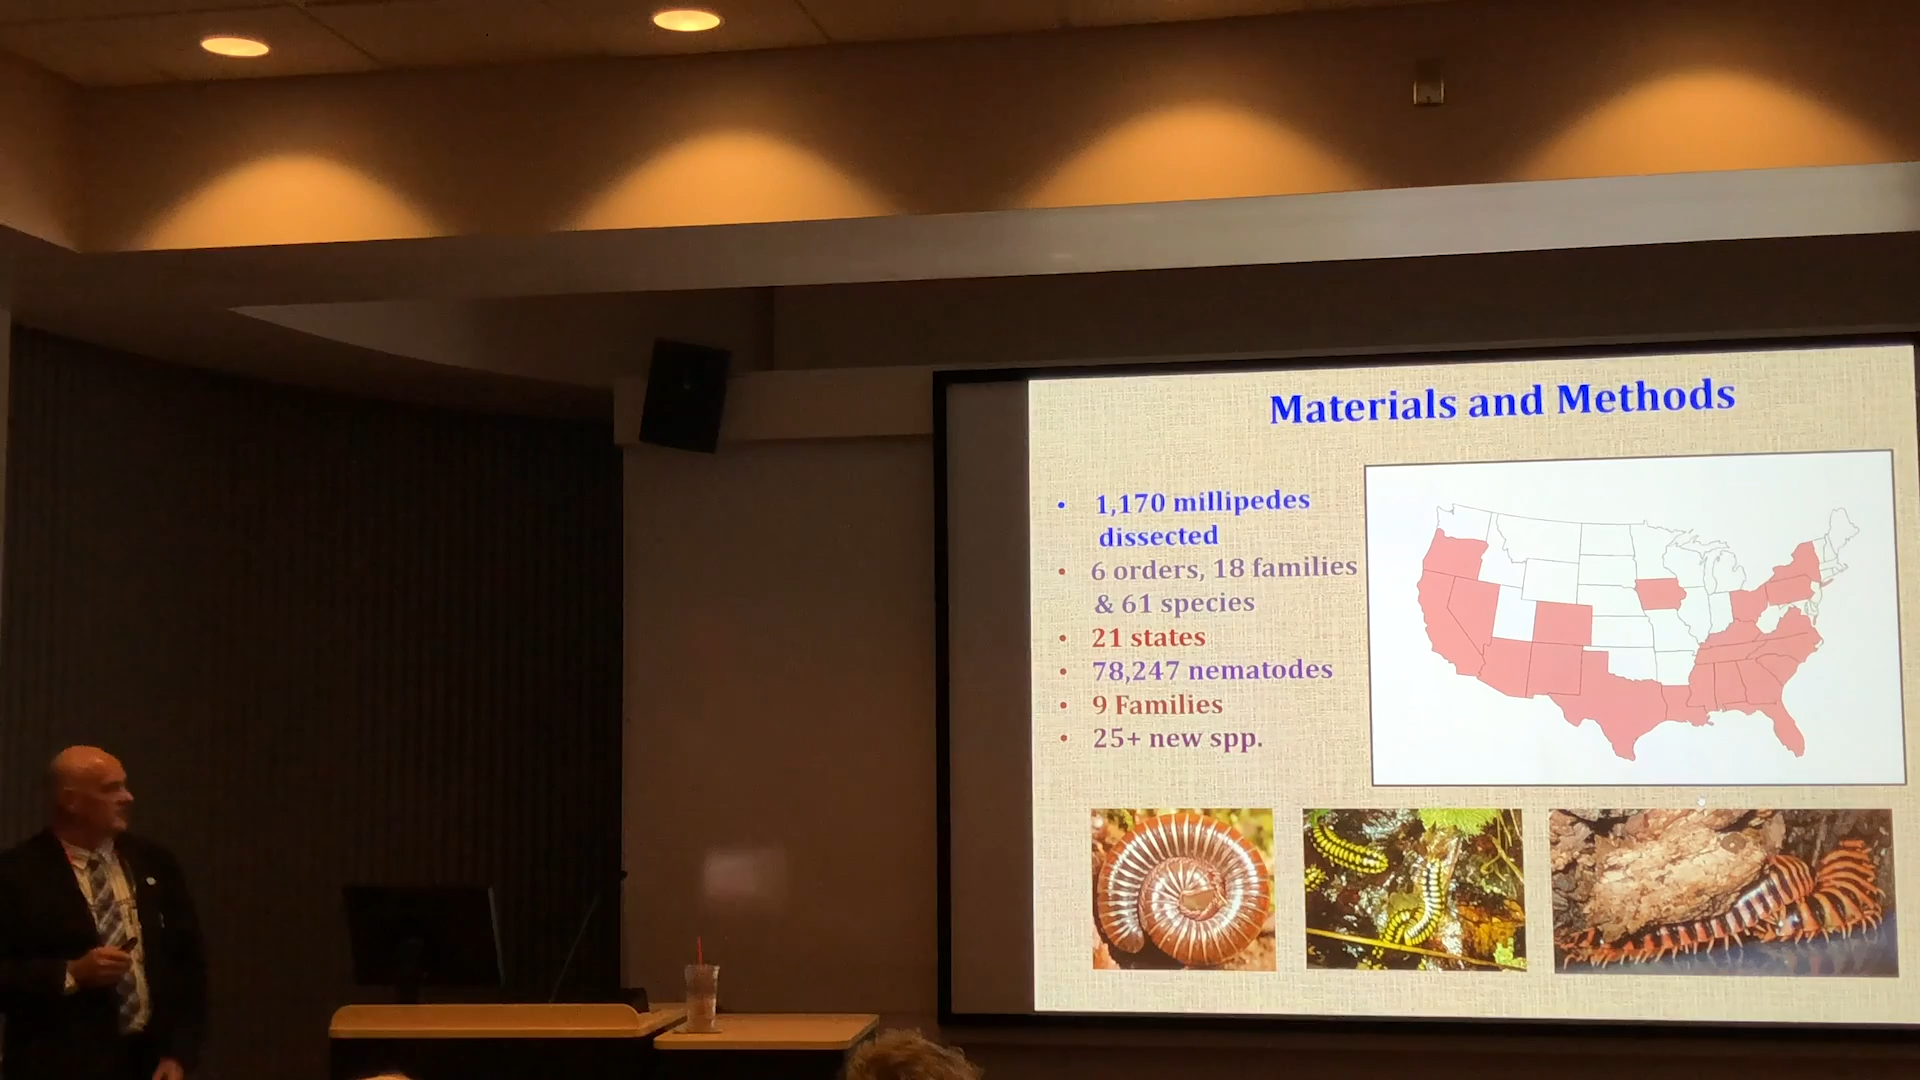 Materials and Methods
• 1,170 millipedes
dissected
• 6 orders, 18 families
& 61 species
• 21 states
• 78,247 nematodes
• 9 Families
• 25+ new spp.